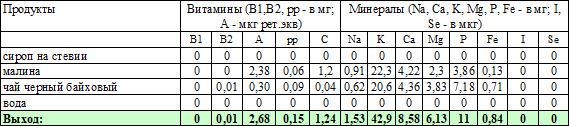 Продукты Витамины (B1,B2, pp - в мг; Минералы (Na, Ca, K, Mg, P, Fe - в мг; I,
A - мкг рет.экв) Se - в мкг)
B1 B2 A pp C Na K Ca Mg P Fe I Se
сироп на стевии 0 0 0 0 0 0 0 0 0 0 0 0 0
малина 0 0 2,38 0,06 1,2 0,91 22,3 4,22 2,3 3,86 0,13 0 0
чай черный байховый 0 0,01 0,30 0,09 0,04 0,62 20,6 4,36 3,83 7,18 0,71 0 0
вода 0 0 0 0 0 0 0 0 0 0 0 0 0
Выход: 0 0,01 2,68 0,15 1,24 1,53 42,9 8,58 6,13 11 0,84 0 0